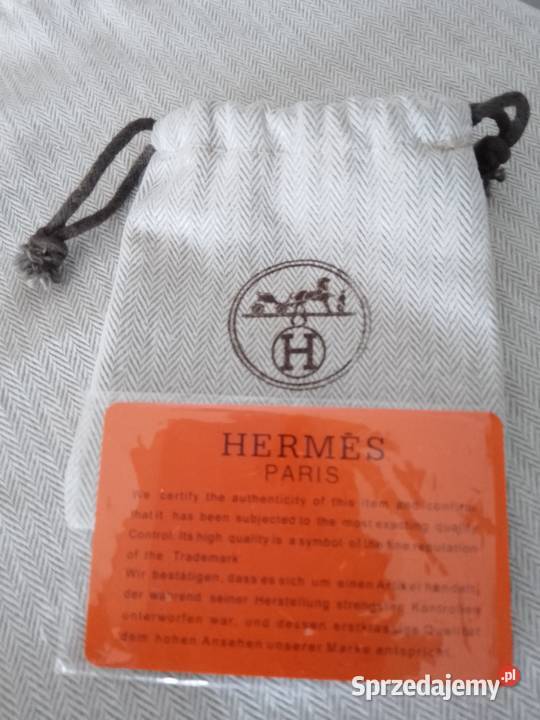 H
HERMÈS
PARIS
We certify the authenticity of this item and confirm
that it has been subjected to the most exacting quality
Control. Its high quality is a symbol of the fine reputation
of the Trademark
Wir bestätigen, dass es sich um einen Artikel handelt,
der während seiner Herstellung strengsten Kontrollen
unterworfen war, und dessen erstklassige Qualität
dem hohen Ansehen unserer Marke entspricht.
Sprzedajemy.pl